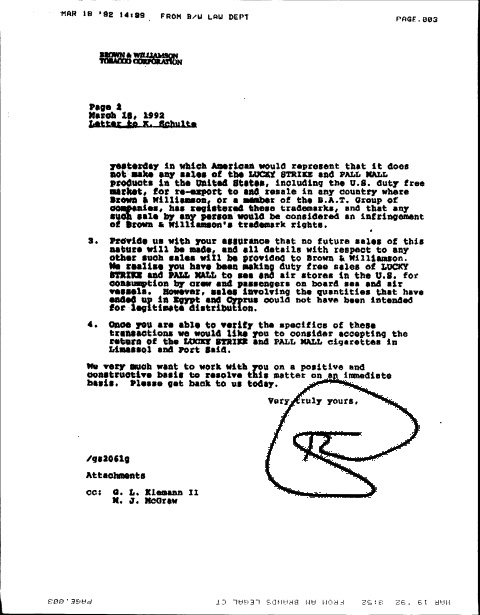 MAR 18 '92 14:09 FROM B/W LAW DEPT PAGE.003
BROWN & WILLIAMSON
TOBACCO CORPORATION
Page 2
March 18, 1992
Letter to K. Schulte
yesterday in which American would represent that it does
not make any sales of the LUCKY STRIKE and PALL MALL
products in the United States, including the U.S. duty free
market, for re-export to and resale in any country where
Brown & Williamson, or a member of the B.A.T. Group of
companies, has registered these trademarks, and that any
such sale by any person would be considered an infringement
of Brown & Williamson's trademark rights.
3. Provide us with your assurance that no future sales of this
nature will be made, and all details with respect to any
other such sales will be provided to Brown & Williamson.
We realise you have been making duty free sales of LUCKY
STRIKE and PALL MALL to sea and air stores in the U.S. for
consumption by crew and passengers on board sea and air
vessels. However, sales involving the quantities that have
ended up in Egypt and Cyprus could not have been intended
for legitimate distribution.
4. Once you are able to verify the specifics of these
transactions we would like you to consider accepting the
return of the LUCKY STRIKE and PALL MALL cigarettes in
Limassol and Port Said.
We very much want to work with you on a positive and
constructive basis to resolve this matter on an immediate
basis. Please get back to us today.
Very truly yours,
/gs2061g
Attachments
cc: G. L. Klemann II
M. J. McGraw
MAR 19 '92 8:52 FROM AM BRANDS LEGAL CT PAGE.003